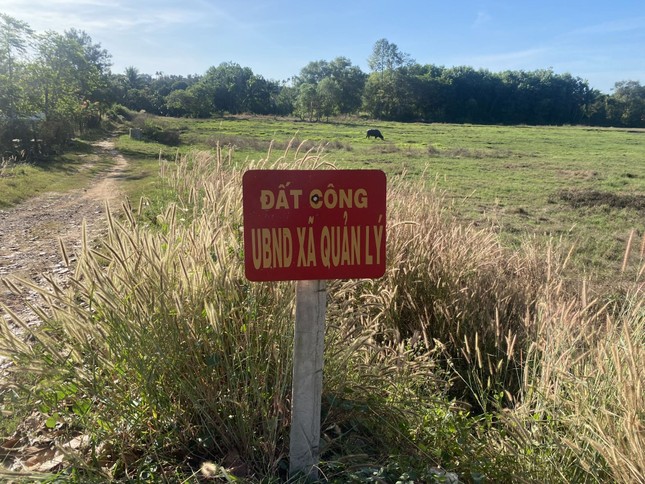 ĐẤT CÔNG
UBND XÃ QUẢN LÝ